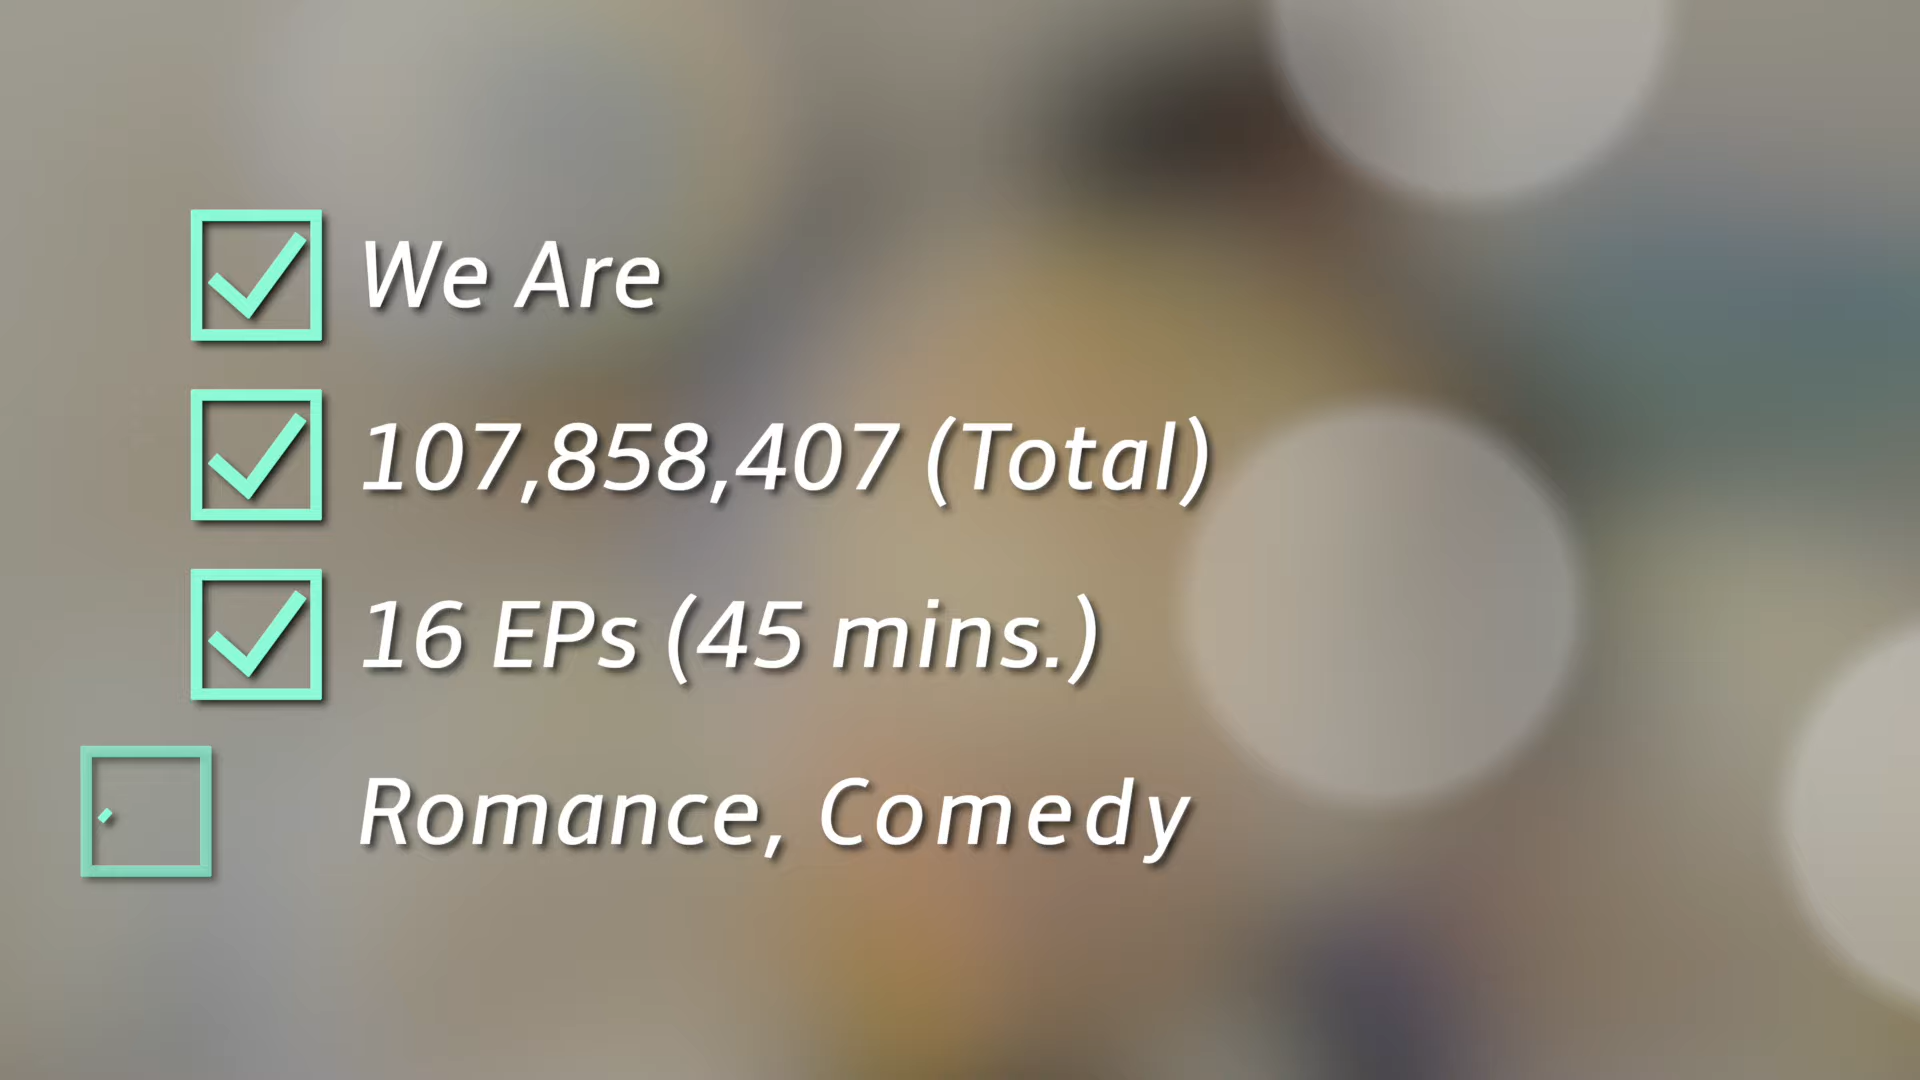 We Are
107,858,407 (Total)
16 EPs (45 mins.)
Romance, Comedy